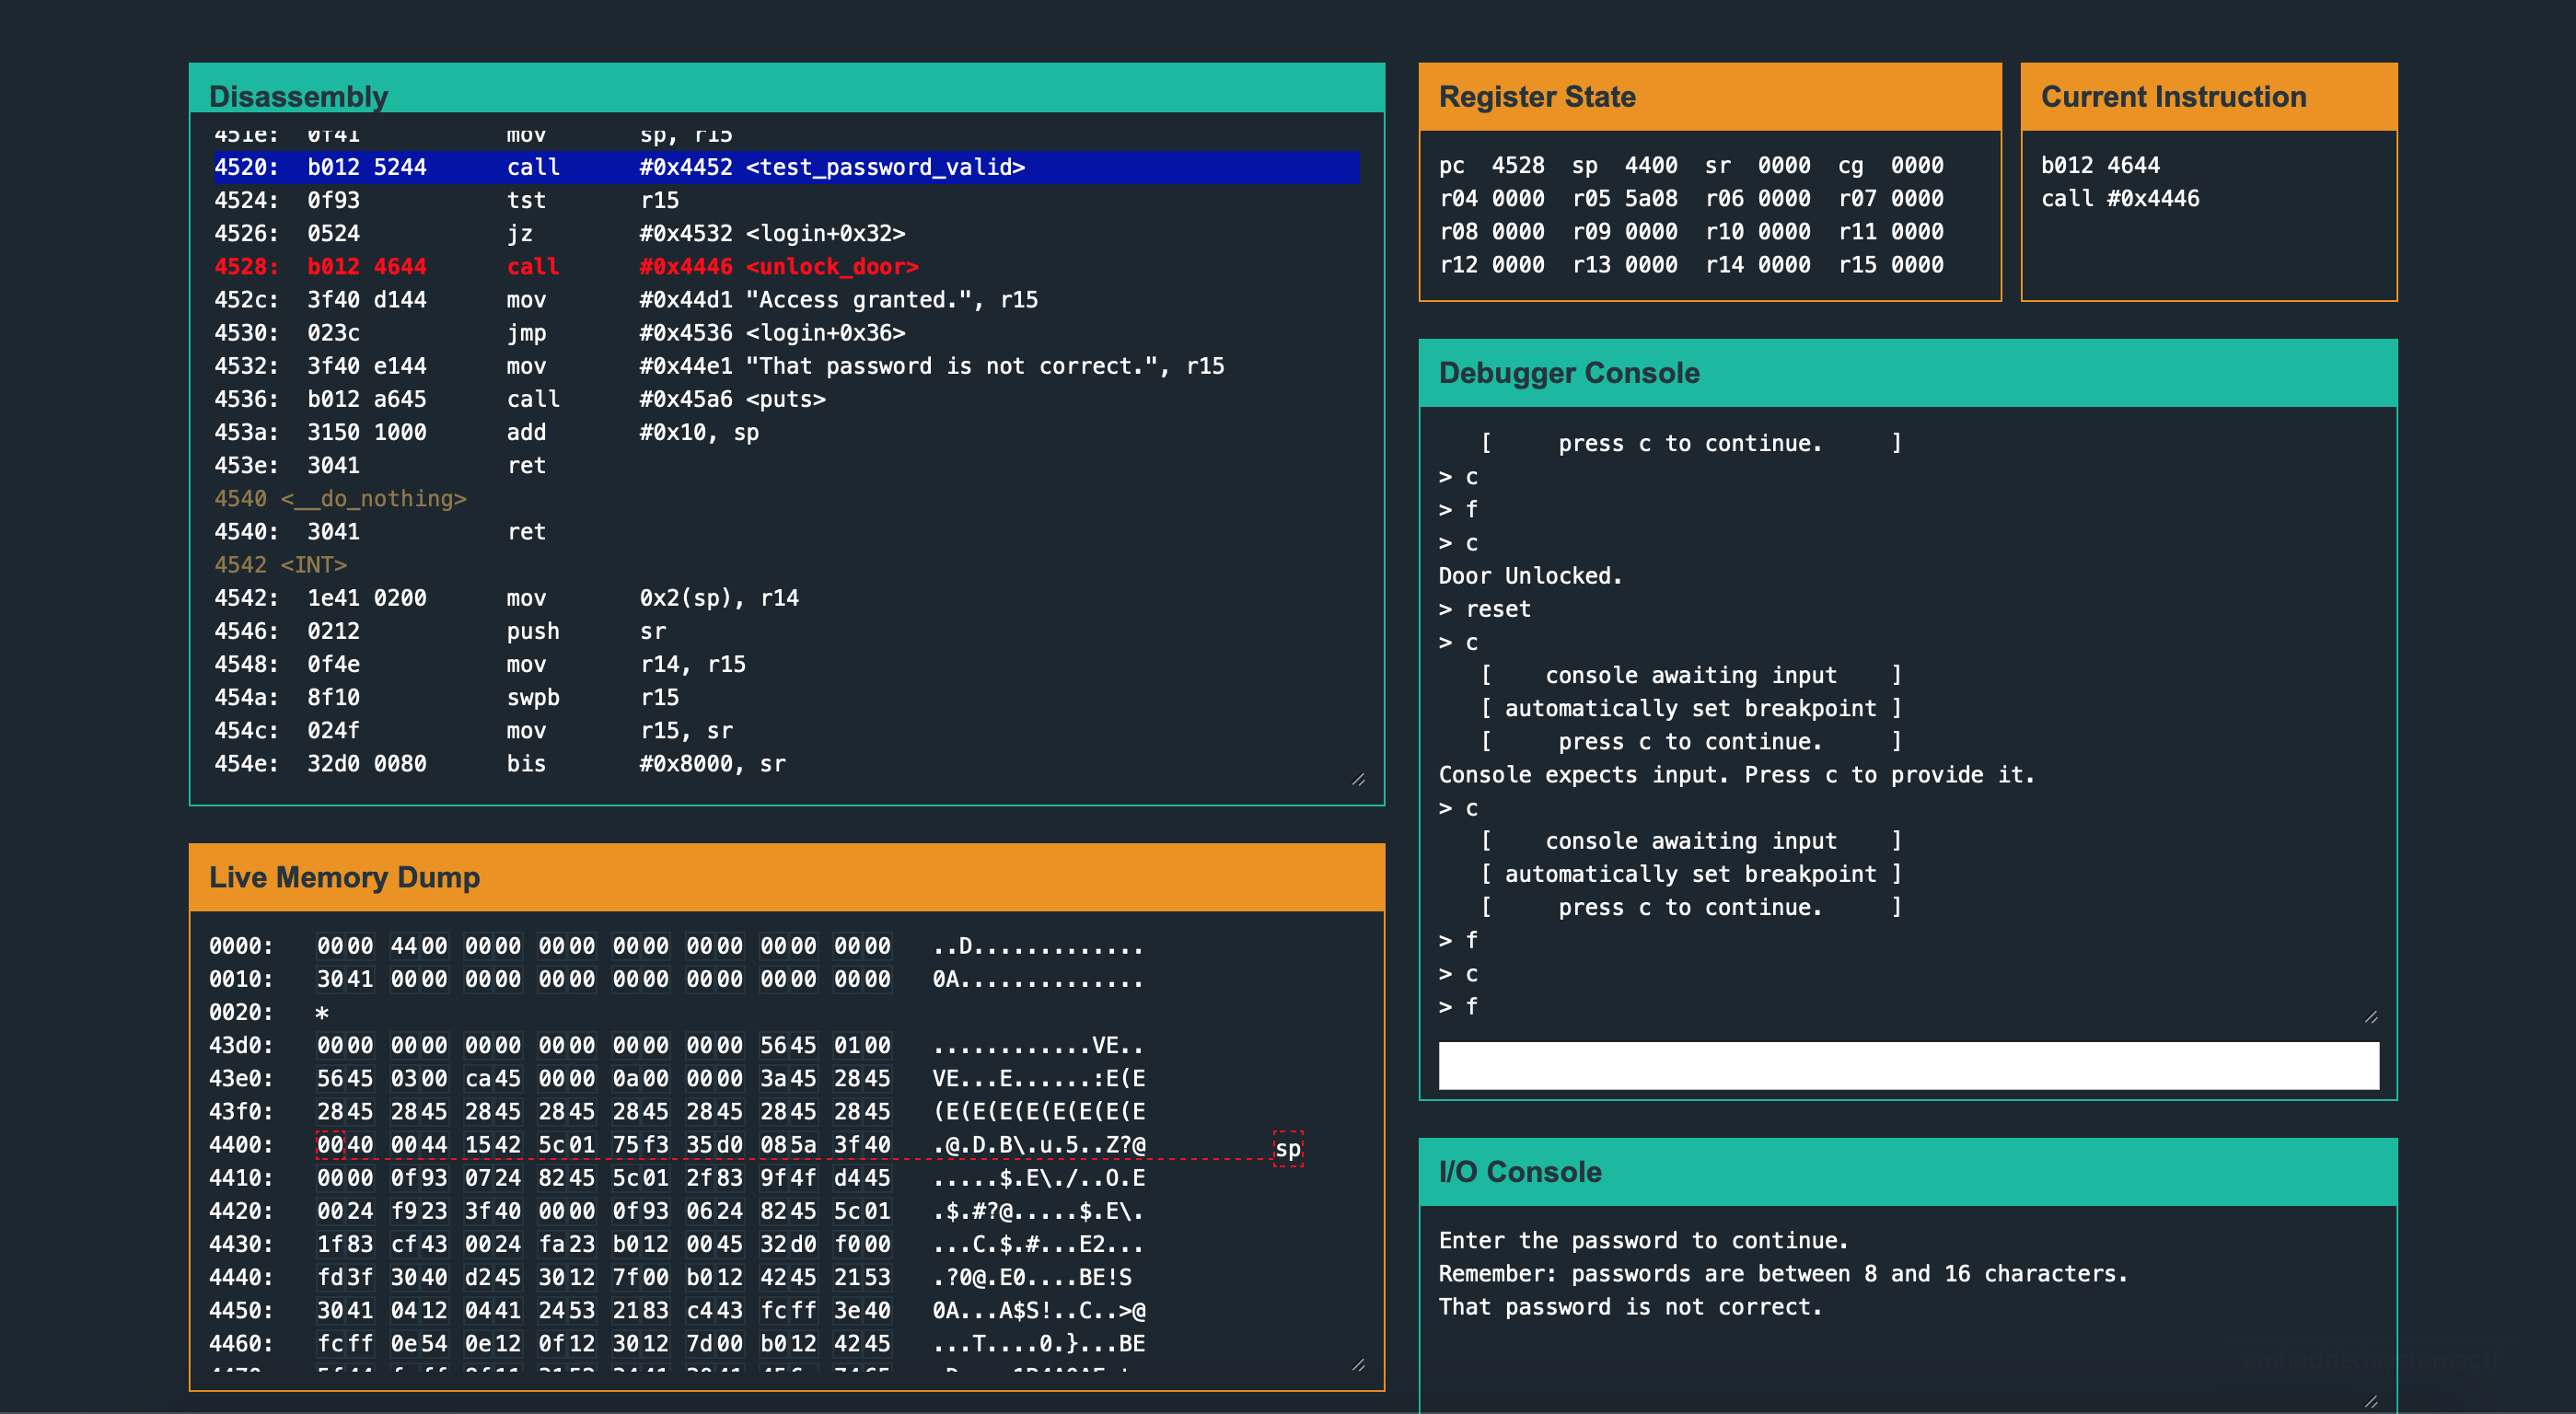 Disassembly
451e: 0f41 mov sp, r15
4520: b012 5244 call #0x4452 <test_password_valid>
4524: 0f93 tst r15
4526: 0524 jz #0x4532 <login+0x32>
4528: b012 4644 call #0x4446 <unlock_door>
452c: 3f40 d144 mov #0x44d1 "Access granted.", r15
4530: 023c jmp #0x4536 <login+0x36>
4532: 3f40 e144 mov #0x44e1 "That password is not correct.", r15
4536: b012 a645 call #0x45a6 <puts>
453a: 3150 1000 add #0x10, sp
453e: 3041 ret
4540 <__do_nothing>
4540: 3041 ret
4542 <INT>
4542: 1e41 0200 mov 0x2(sp), r14
4546: 0212 push sr
4548: 0f4e mov r14, r15
454a: 8f10 swpb r15
454c: 024f mov r15, sr
454e: 32d0 0080 bis #0x8000, sr
Live Memory Dump
0000: 0000 4400 0000 0000 0000 0000 0000 0000 ..D.............
0010: 3041 0000 0000 0000 0000 0000 0000 0000 0A..............
0020: *
43d0: 0000 0000 0000 0000 0000 0000 5645 0100 ............VE..
43e0: 5645 0300 ca45 0000 0a00 0000 3a45 2845 VE...E......:E(E
43f0: 2845 2845 2845 2845 2845 2845 2845 2845 (E(E(E(E(E(E(E(E
4400: 0040 0044 1542 5c01 75f3 35d0 085a 3f40 .@.D.B\.u.5..Z?@ sp
4410: 0000 0f93 0724 8245 5c01 2f83 9f4f d445 .....$.E\./..O.E
4420: 0024 f923 3f40 0000 0f93 0624 8245 5c01 .$.#?@.....$.E\.
4430: 1f83 cf43 0024 fa23 b012 0045 32d0 f000 ...C.$.#...E2...
4440: fd3f 3040 d245 3012 7f00 b012 4245 2153 .?0@.E0....BE!S
4450: 3041 0412 0441 2453 2183 c443 fcff 3e40 0A...A$S!..C..>@
4460: fcff 0e54 0e12 0f12 3012 7d00 b012 4245 ...T....0.}...BE
Register State
pc 4528 sp 4400 sr 0000 cg 0000
r04 0000 r05 5a08 r06 0000 r07 0000
r08 0000 r09 0000 r10 0000 r11 0000
r12 0000 r13 0000 r14 0000 r15 0000
Current Instruction
b012 4644
call #0x4446
Debugger Console
[ press c to continue. ]
> c
> f
> c
Door Unlocked.
> reset
> c
[ console awaiting input ]
[ automatically set breakpoint ]
[ press c to continue. ]
Console expects input. Press c to provide it.
> c
[ console awaiting input ]
[ automatically set breakpoint ]
[ press c to continue. ]
> f
> c
> f
I/O Console
Enter the password to continue.
Remember: passwords are between 8 and 16 characters.
That password is not correct.